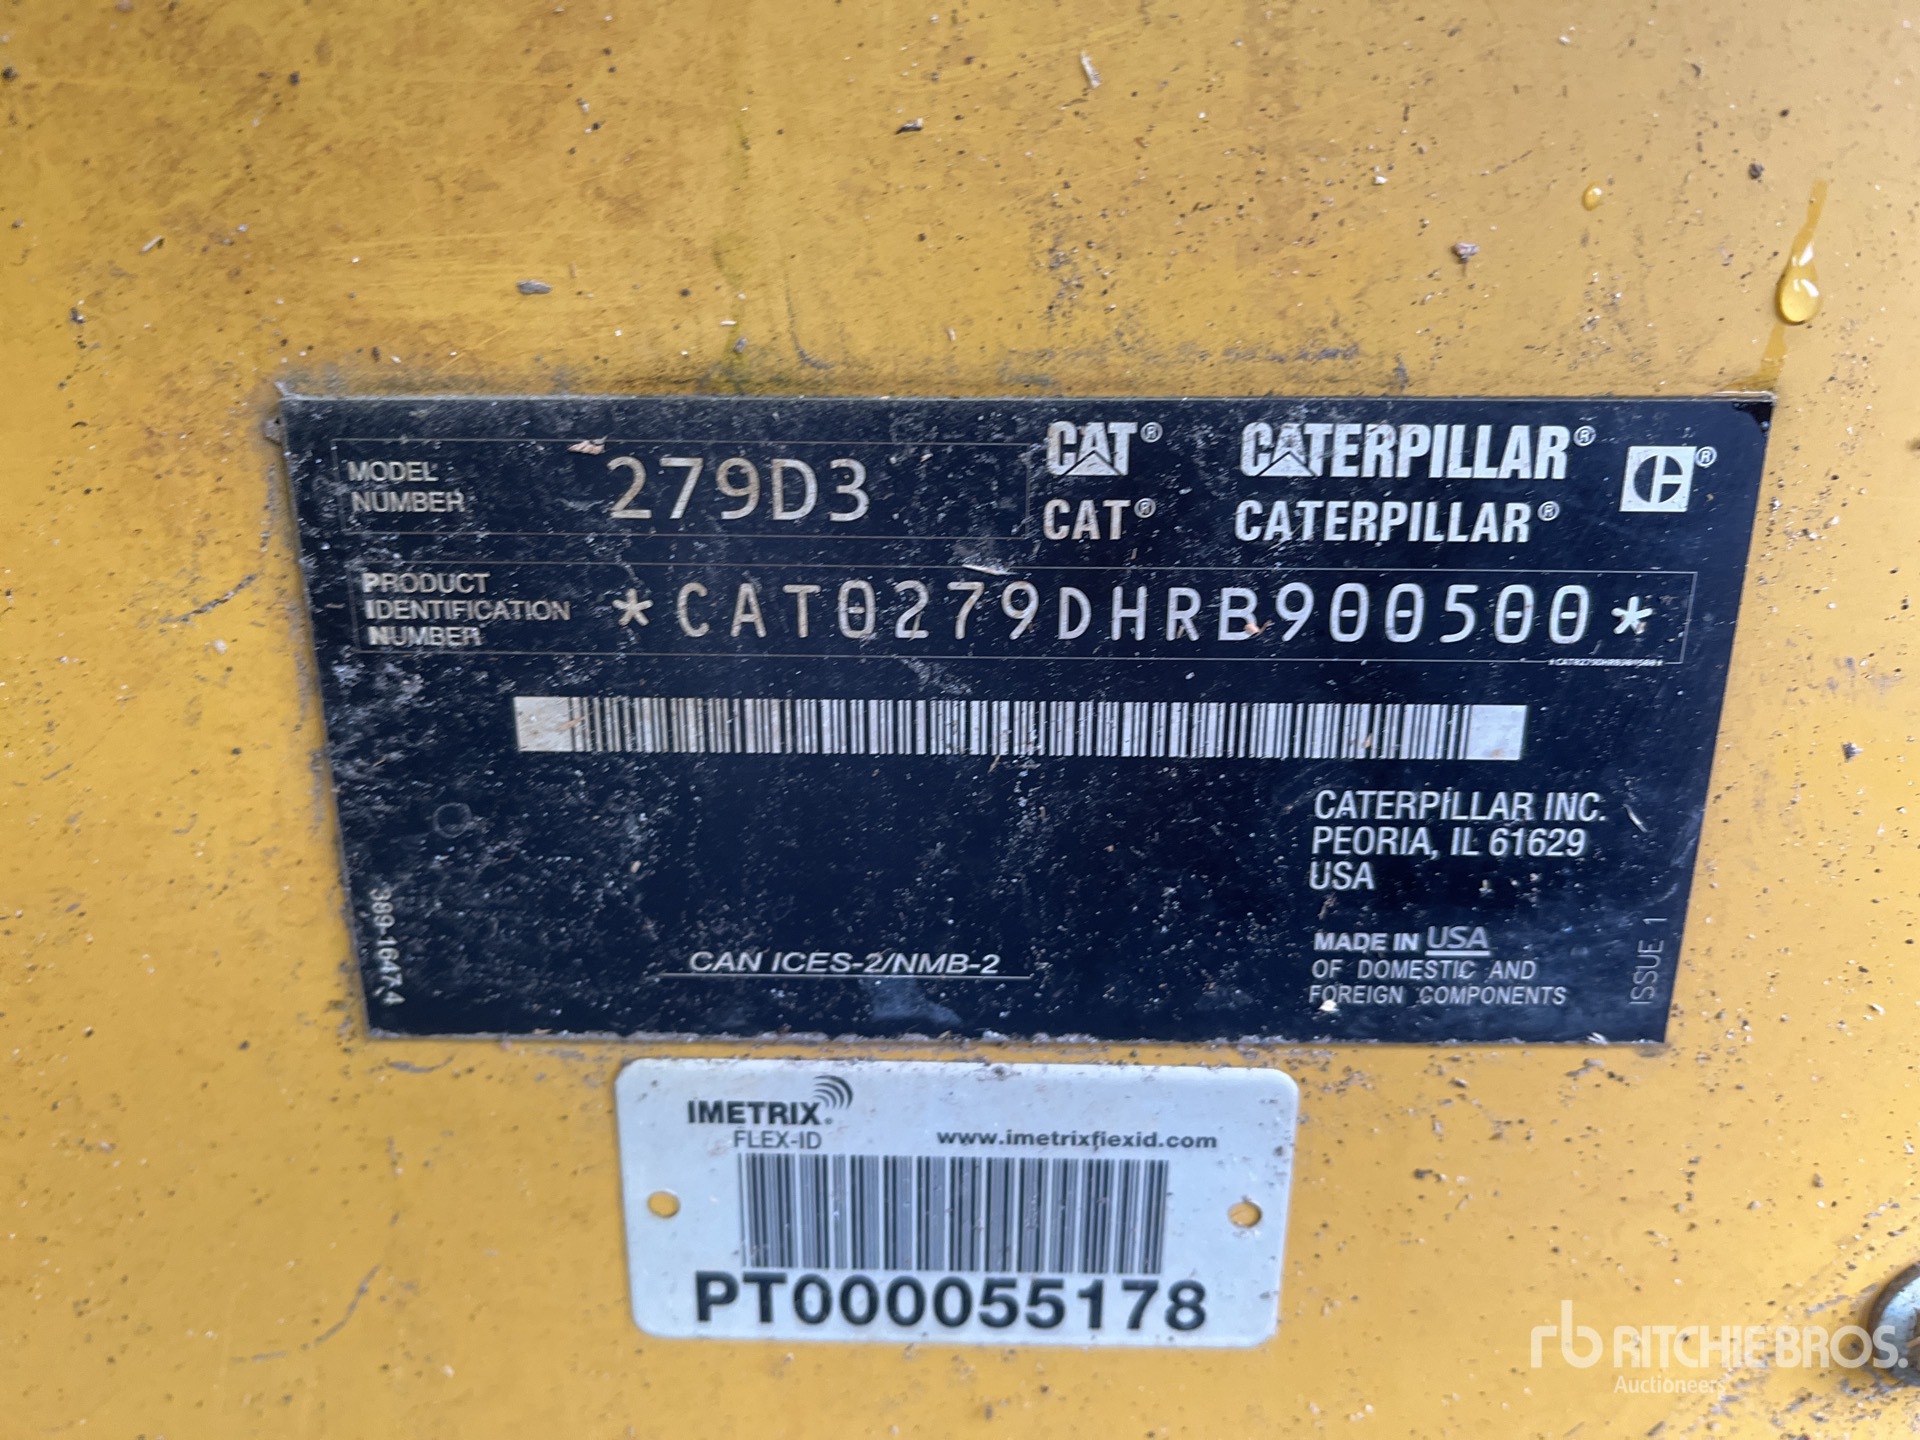 MODEL
NUMBER
279D3
CAT® CATERPILLAR®
CAT® CATERPILLAR®
PRODUCT
IDENTIFICATION
NUMBER
*CAT0279DHRB900500*
CATERPILLAR INC.
PEORIA, IL 61629
USA
MADE IN USA
OF DOMESTIC AND
FOREIGN COMPONENTS
ISSUE 1
389-1647-4
CAN ICES-2/NMB-2
IMETRIX®
FLEX-ID
www.imetrixflexid.com
PT000055178
rb RITCHIE BROS.
Auctioneers